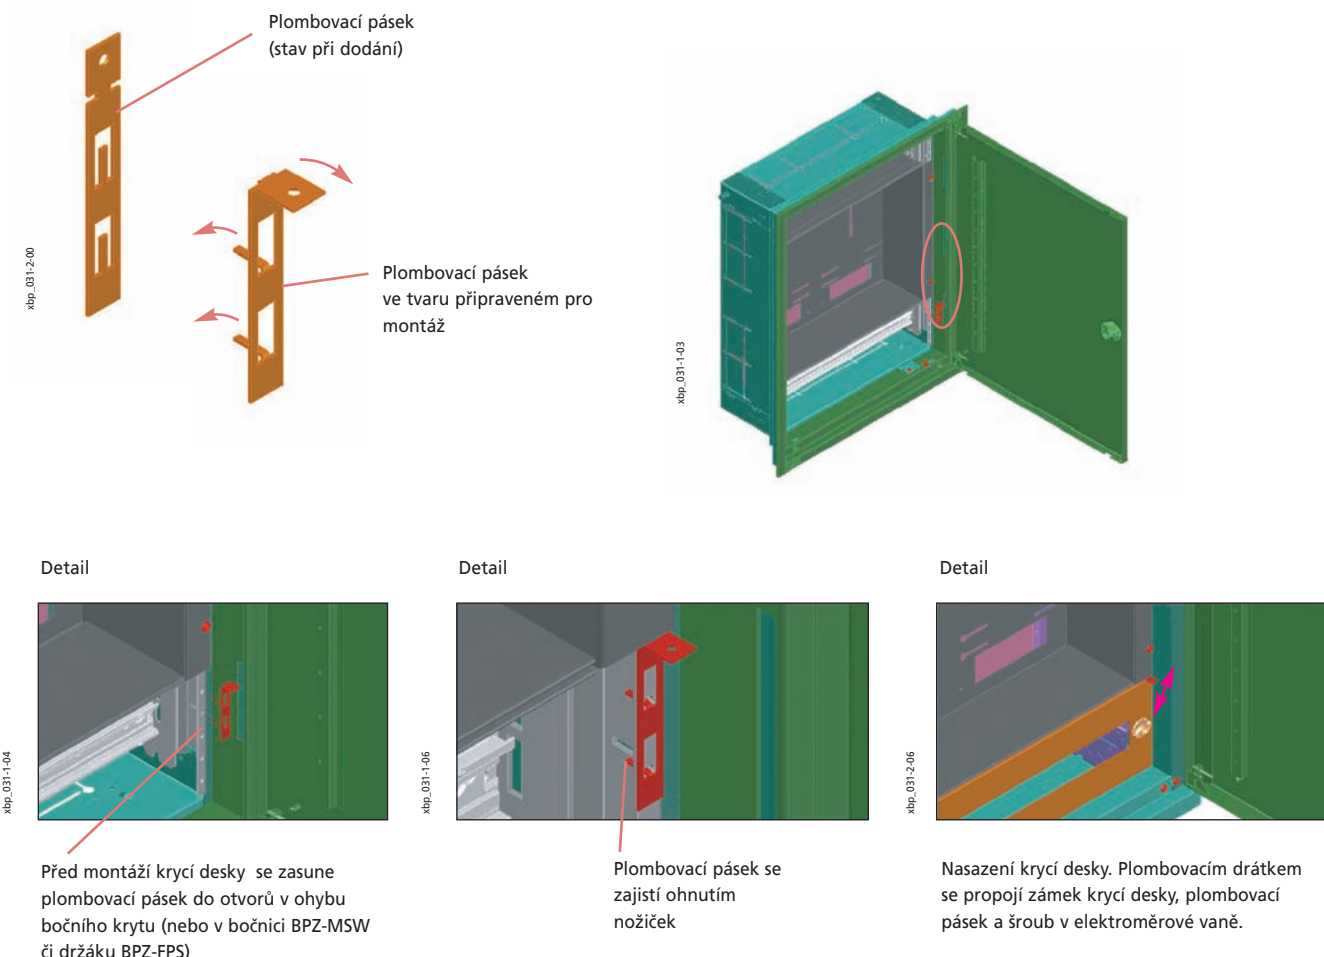 Plombovací pásek
(stav při dodání)
xbp_031-2-00
Plombovací pásek
ve tvaru připraveném pro
montáž
xbp_031-1-03
Detail
xbp_031-1-04
Před montáží krycí desky se zasune
plombovací pásek do otvorů v ohybu
bočního krytu (nebo v bočnici BPZ-MSW
či držáku BPZ-FPS)
Detail
xbp_031-1-06
Plombovací pásek se
zajistí ohnutím
nožiček
Detail
xbp_031-2-06
Nasazení krycí desky. Plombovacím drátkem
se propojí zámek krycí desky, plombovací
pásek a šroub v elektroměrové vaně.